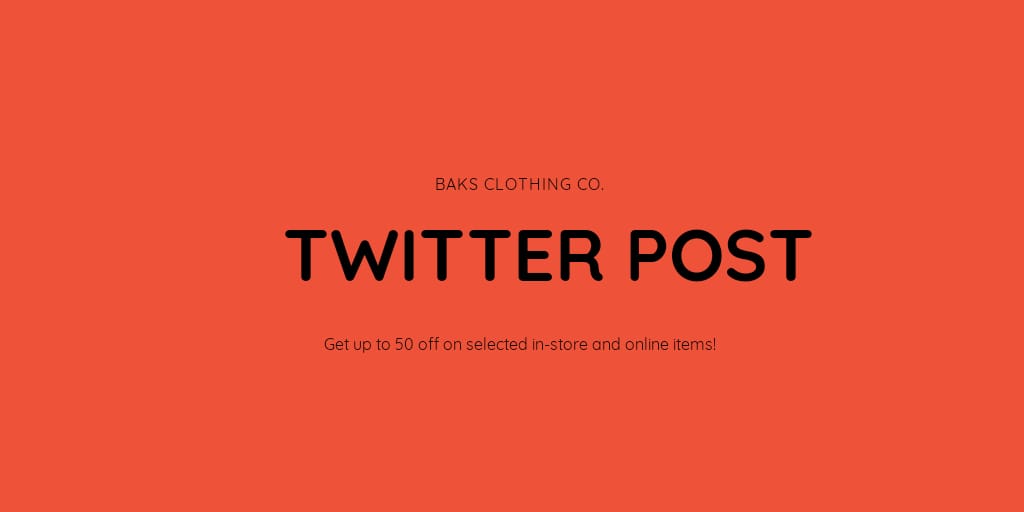 BAKS CLOTHING CO.
TWITTER POST
Get up to 50 off on selected in-store and online items!